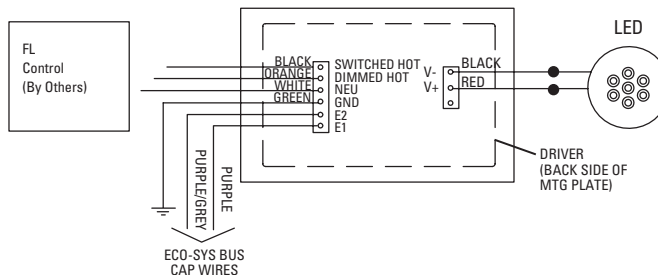 FL
Control
(By Others)
BLACK
ORANGE
WHITE
GREEN
SWITCHED HOT
DIMMED HOT
NEU
GND
E2
E1
V-
V+
BLACK
RED
LED
DRIVER
(BACK SIDE OF
MTG PLATE)
PURPLE/GREY
PURPLE
ECO-SYS BUS
CAP WIRES